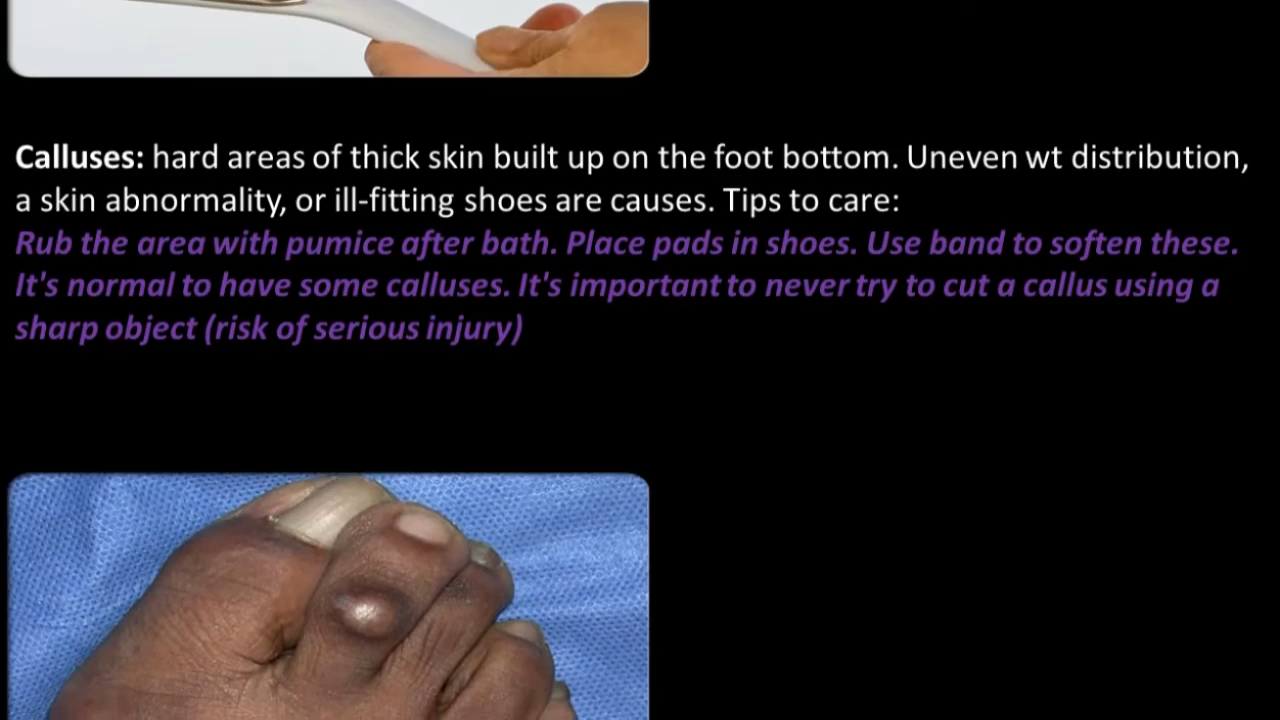 Calluses: hard areas of thick skin built up on the foot bottom. Uneven wt distribution,
a skin abnormality, or ill-fitting shoes are causes. Tips to care:
Rub the area with pumice after bath. Place pads in shoes. Use band to soften these.
It's normal to have some calluses. It's important to never try to cut a callus using a
sharp object (risk of serious injury)